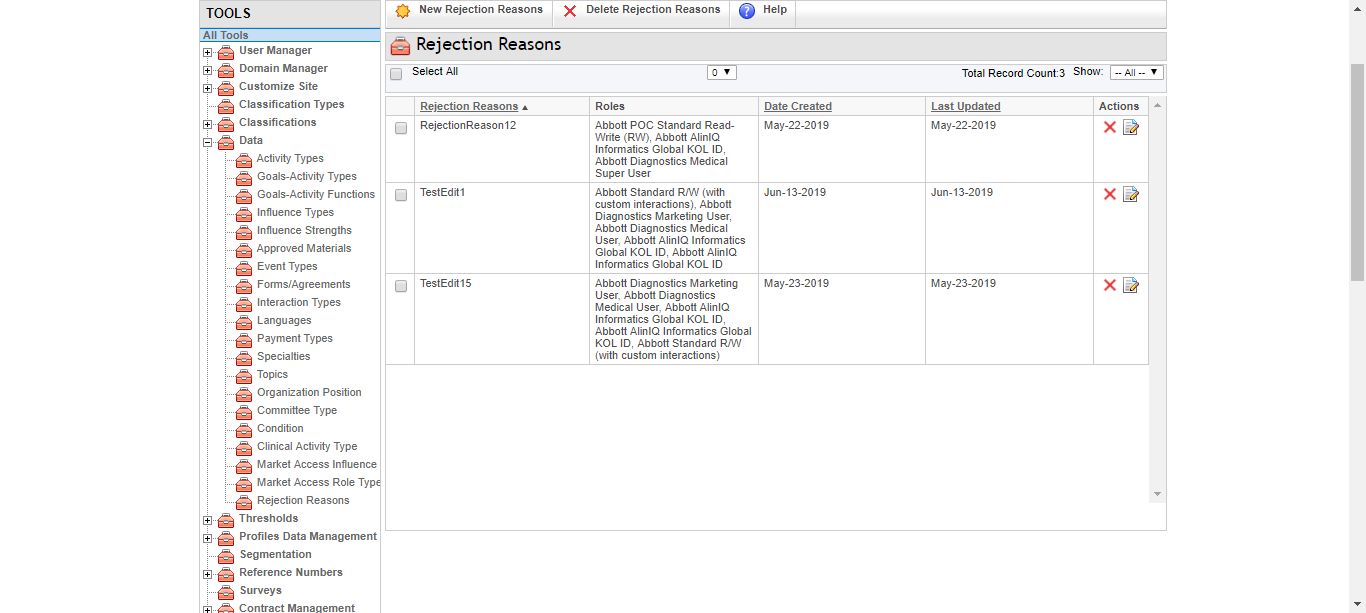 TOOLS
All Tools
User Manager
Domain Manager
Customize Site
Classification Types
Classifications
Data
Activity Types
Goals-Activity Types
Goals-Activity Functions
Influence Types
Influence Strengths
Approved Materials
Event Types
Forms/Agreements
Interaction Types
Languages
Payment Types
Specialties
Topics
Organization Position
Committee Type
Condition
Clinical Activity Type
Market Access Influence
Market Access Role Type
Rejection Reasons
Thresholds
Profiles Data Management
Segmentation
Reference Numbers
Surveys
Contract Management
New Rejection Reasons Delete Rejection Reasons ? Help
Rejection Reasons
Select All 0 Total Record Count:3 Show: -- All --
Rejection Reasons Roles Date Created Last Updated Actions
RejectionReason12 Abbott POC Standard Read- May-22-2019 May-22-2019
Write (RW), Abbott AlinIQ
Informatics Global KOL ID,
Abbott Diagnostics Medical
Super User
TestEdit1 Abbott Standard R/W (with Jun-13-2019 Jun-13-2019
custom interactions), Abbott
Diagnostics Marketing User,
Abbott Diagnostics Medical
User, Abbott AlinIQ Informatics
Global KOL ID, Abbott AlinIQ
Informatics Global KOL ID
TestEdit15 Abbott Diagnostics Marketing May-23-2019 May-23-2019
User, Abbott Diagnostics
Medical User, Abbott AlinIQ
Informatics Global KOL ID,
Abbott AlinIQ Informatics Global
KOL ID, Abbott Standard R/W
(with custom interactions)